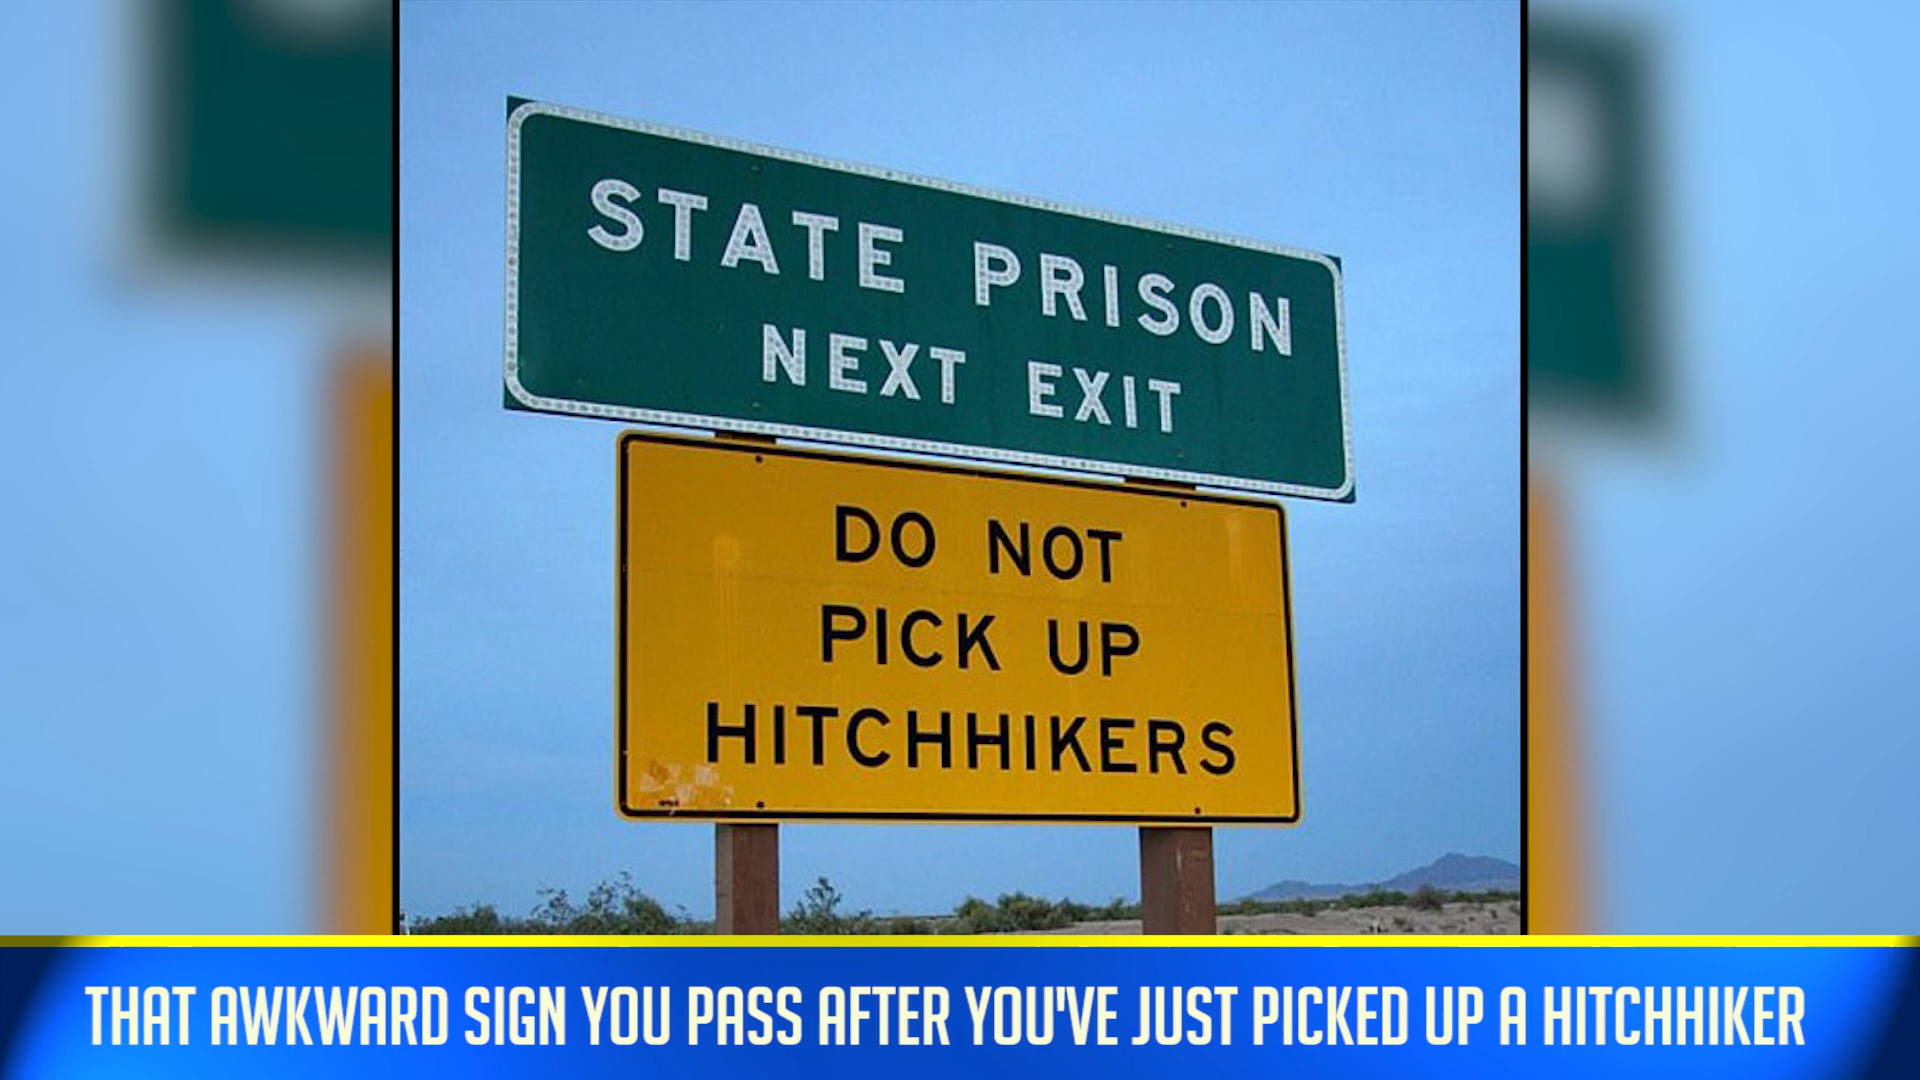 STATE PRISON
NEXT EXIT
DO NOT
PICK UP
HITCHHIKERS
THAT AWKWARD SIGN YOU PASS AFTER YOU'VE JUST PICKED UP A HITCHHIKER